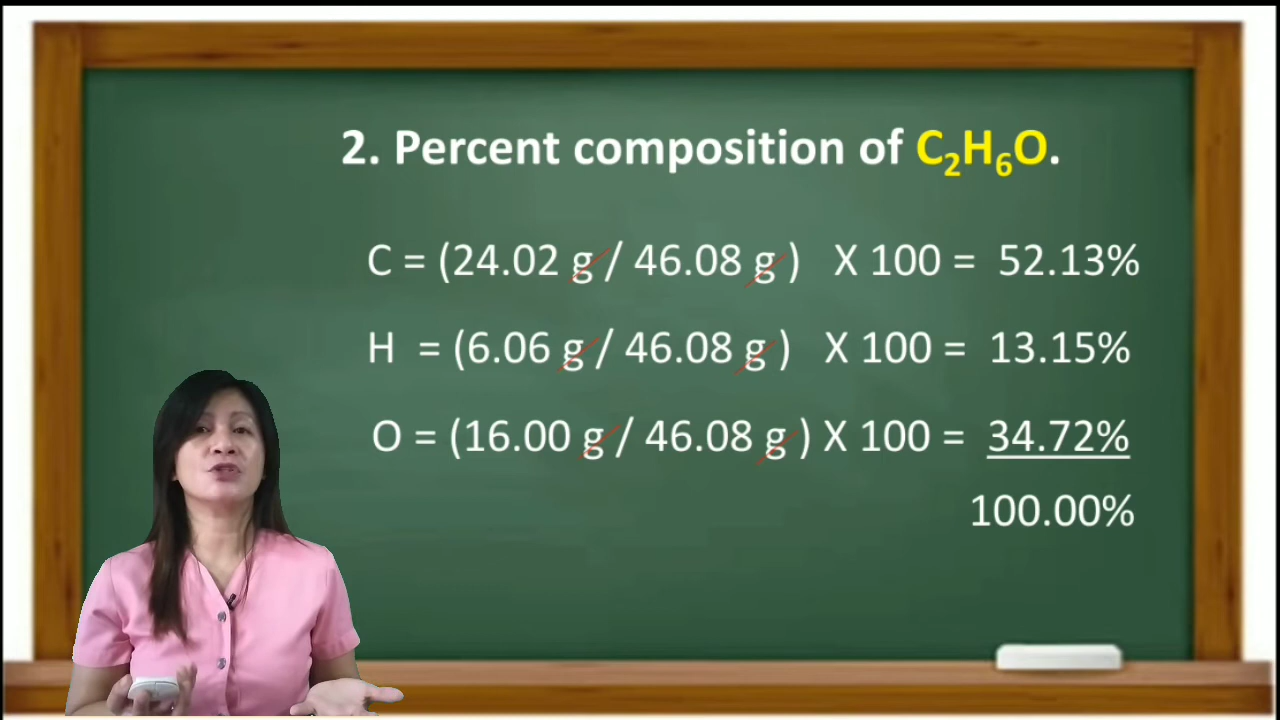 2. Percent composition of C₂H₆O.
C = (24.02 g / 46.08 g ) X 100 = 52.13%
H = (6.06 g / 46.08 g ) X 100 = 13.15%
O = (16.00 g / 46.08 g ) X 100 = 34.72%
100.00%